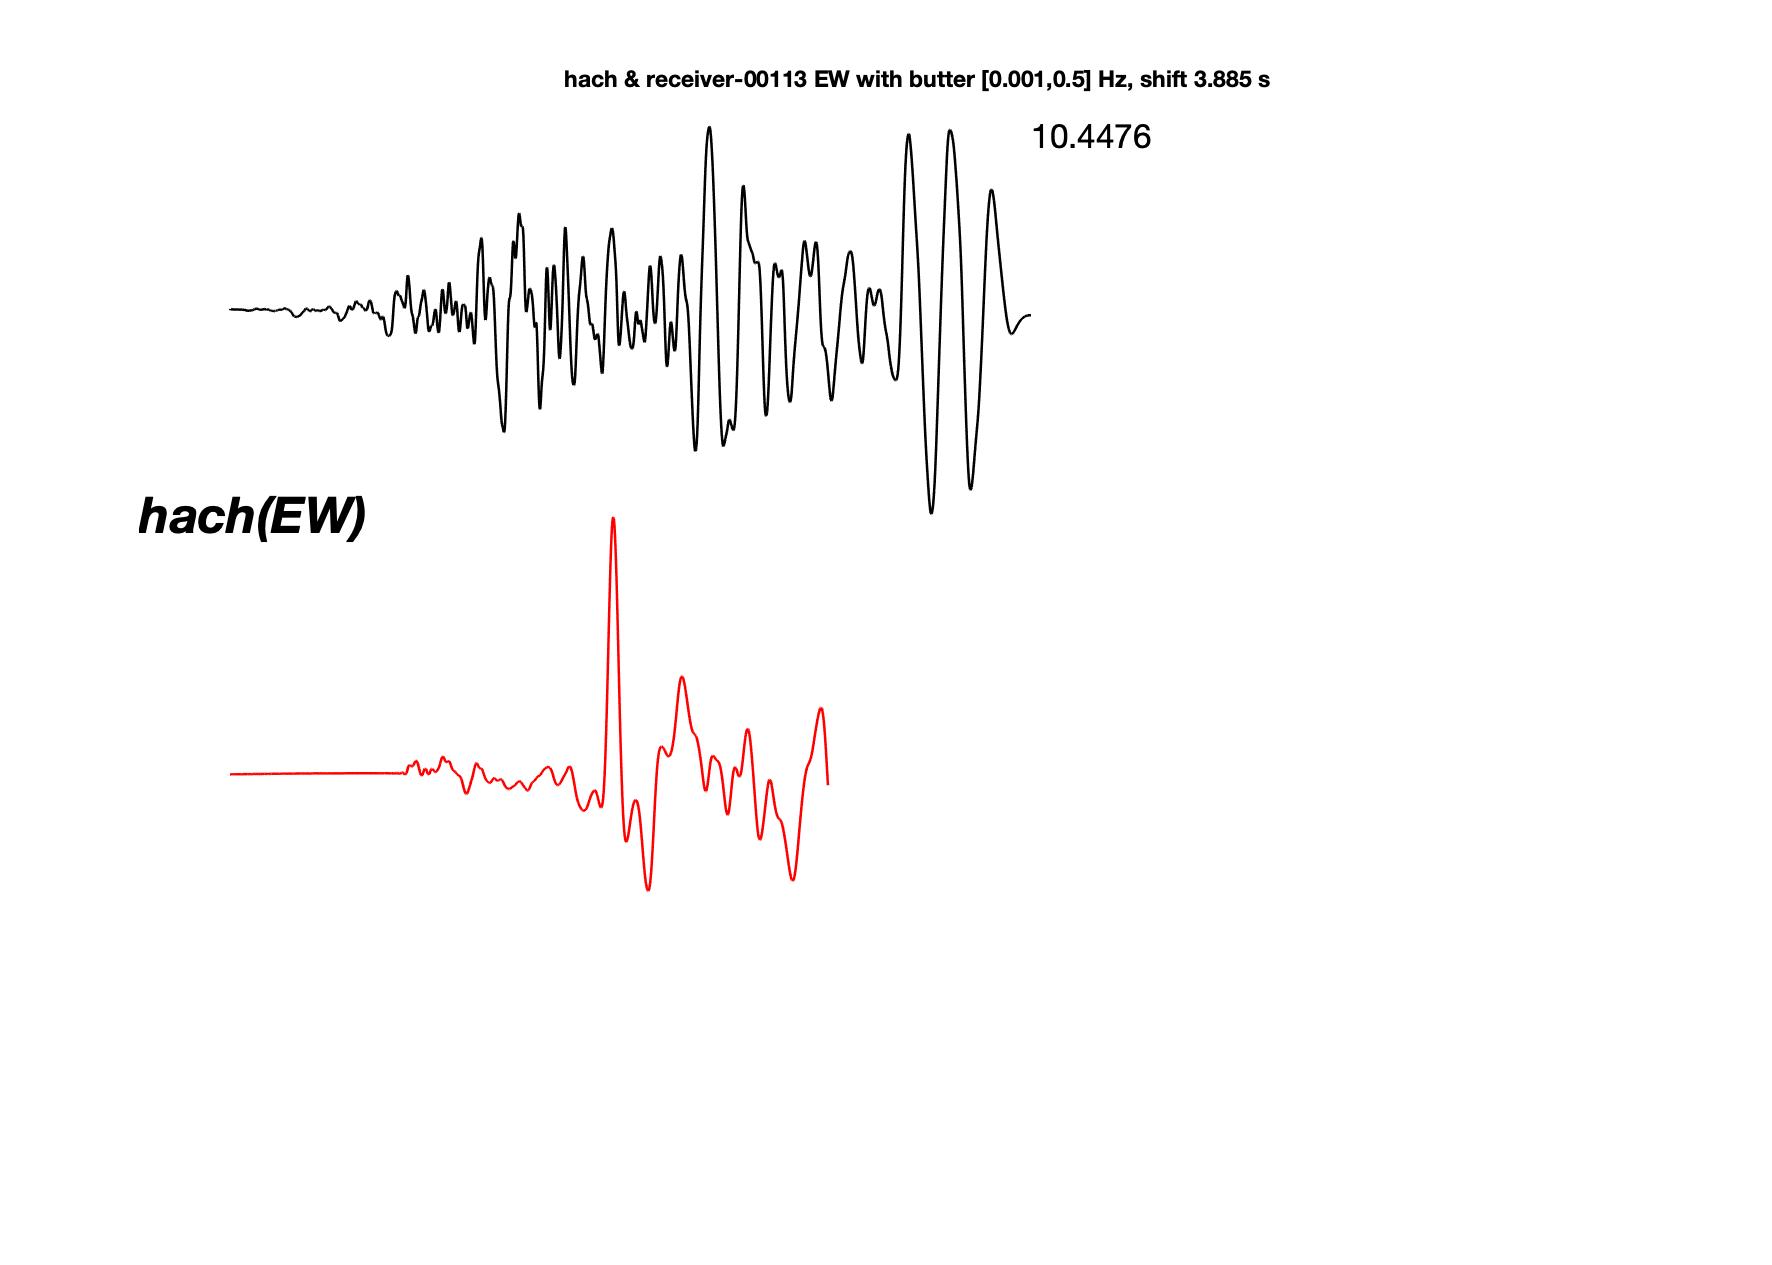 hach & receiver-00113 EW with butter [0.001,0.5] Hz, shift 3.885 s
10.4476
hach(EW)